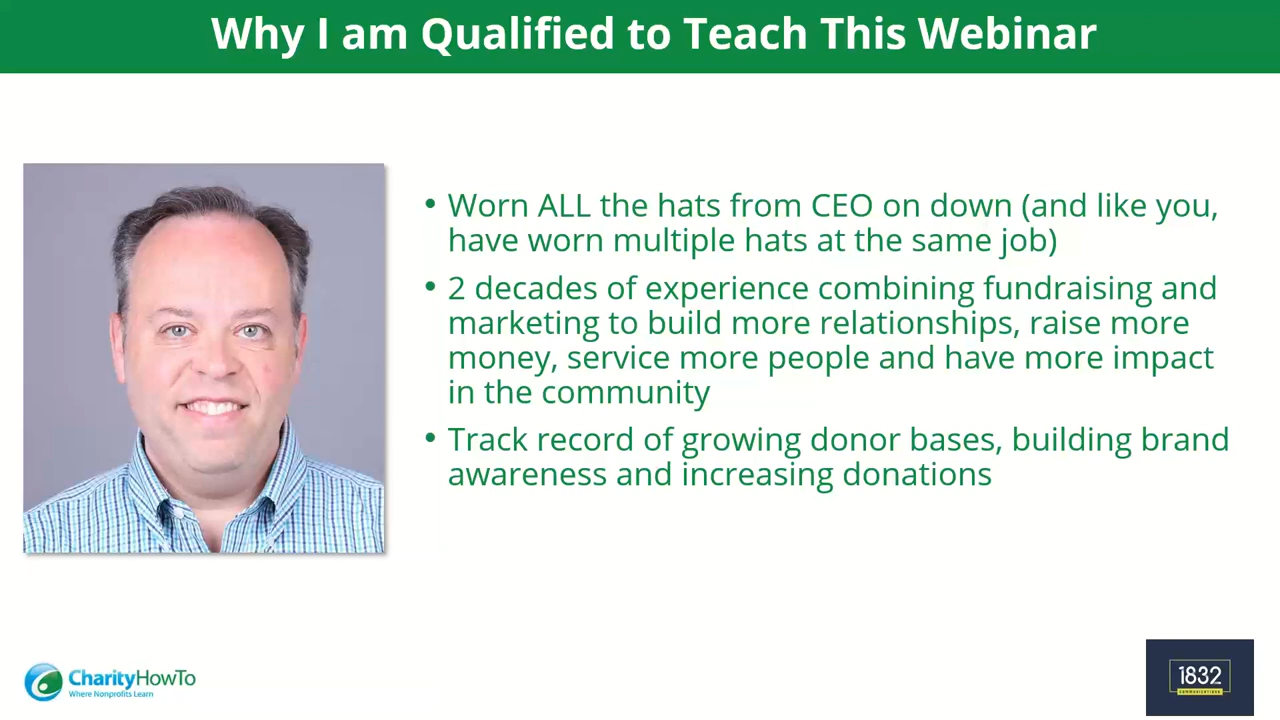 Why I am Qualified to Teach This Webinar
• Worn ALL the hats from CEO on down (and like you,
have worn multiple hats at the same job)
• 2 decades of experience combining fundraising and
marketing to build more relationships, raise more
money, service more people and have more impact
in the community
• Track record of growing donor bases, building brand
awareness and increasing donations
CharityHowTo
Where Nonprofits Learn
1832
communications